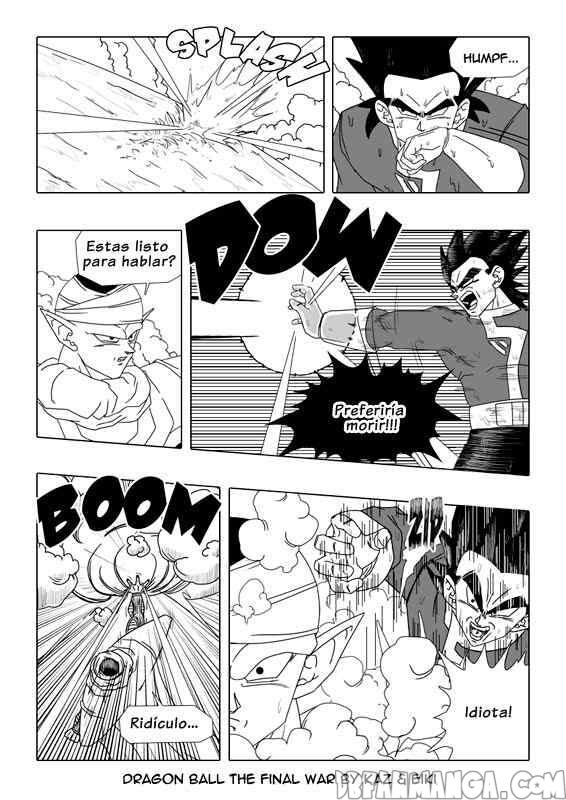 SPLASH
HUMPF...
Estas listo
para hablar?
DOW
Preferiría
morir!!!
BOOM
ZIP
Ridículo...
Idiota!
DRAGON BALL THE FINAL WAR BY KAZ & BIKI
DBFREEMANGA.COM